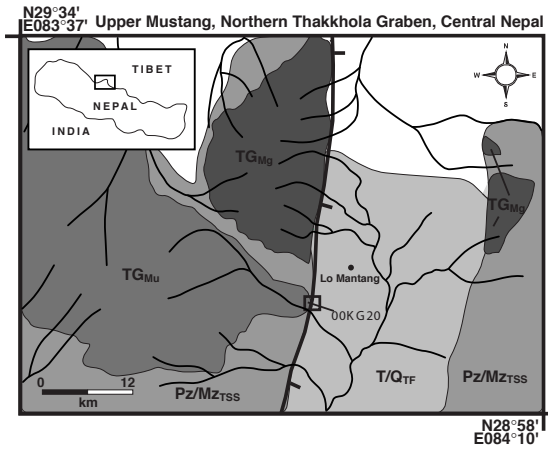 N29°34'
E083°37'
Upper Mustang, Northern Thakkhola Graben, Central Nepal
TIBET
NEPAL
INDIA
N
W
E
S
TGMg
TGMg
TGMu
Lo Mantang
00KG20
0 12
km
Pz/MzTSS
T/QTF
Pz/MzTSS
N28°58'
E084°10'